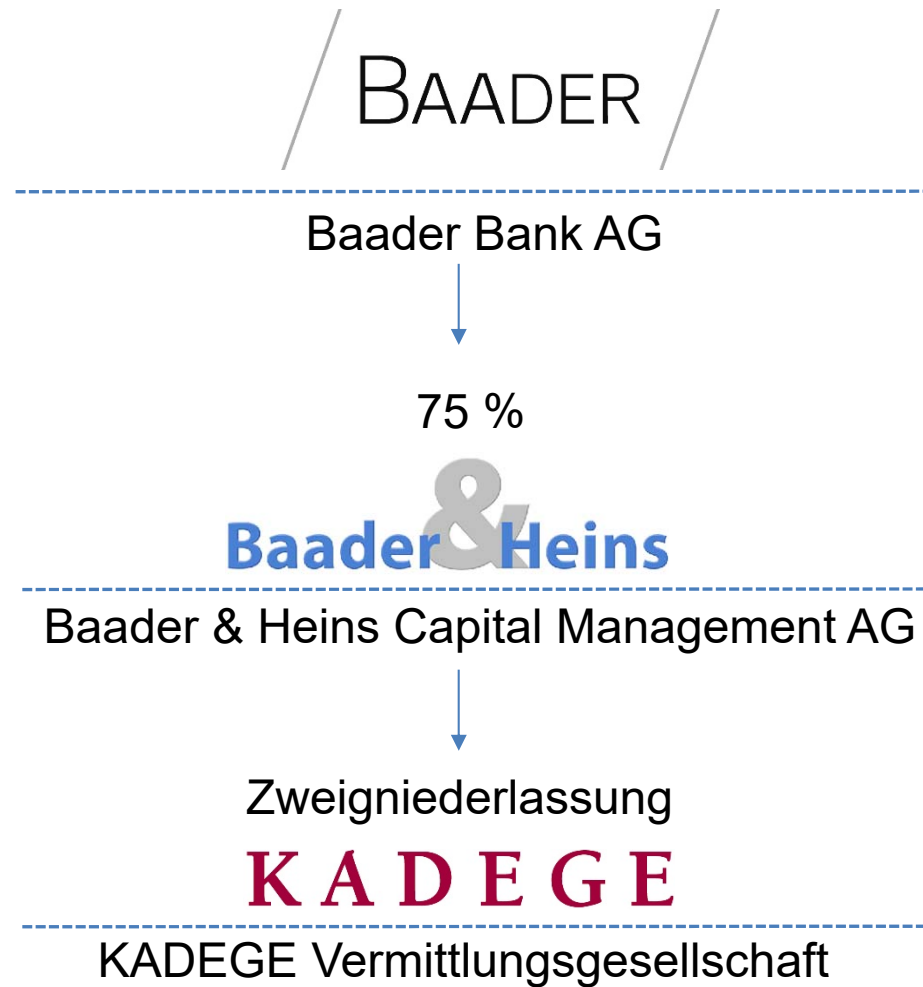 BAADER
Baader Bank AG
75 %
Baader & Heins
Baader & Heins Capital Management AG
Zweigniederlassung
KADEGE
KADEGE Vermittlungsgesellschaft